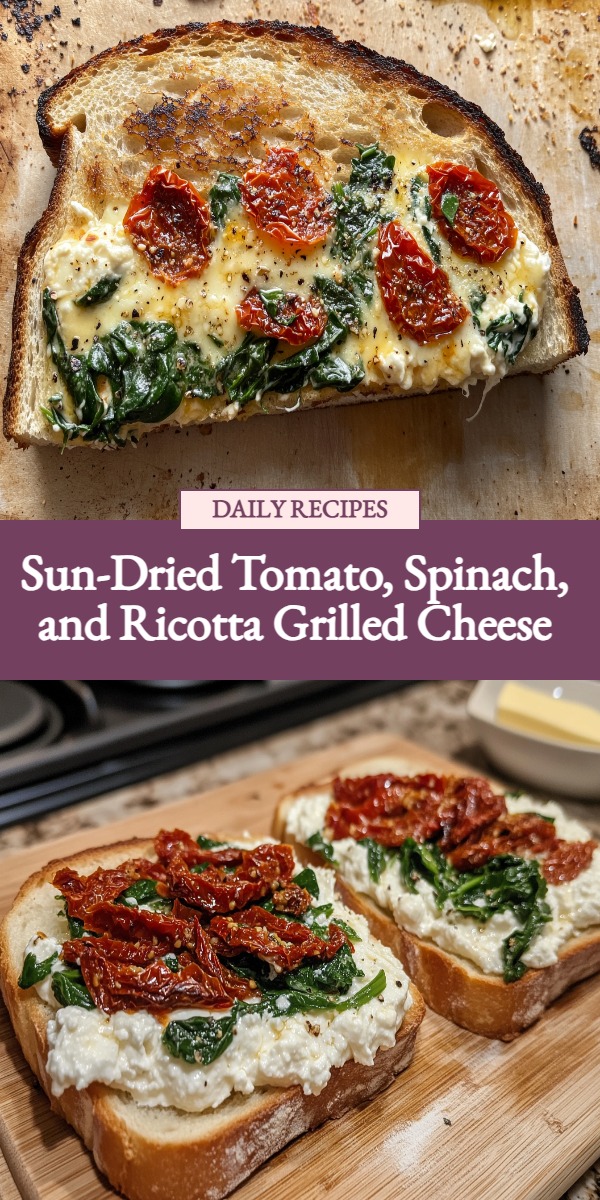 DAILY RECIPES
Sun-Dried Tomato, Spinach,
and Ricotta Grilled Cheese